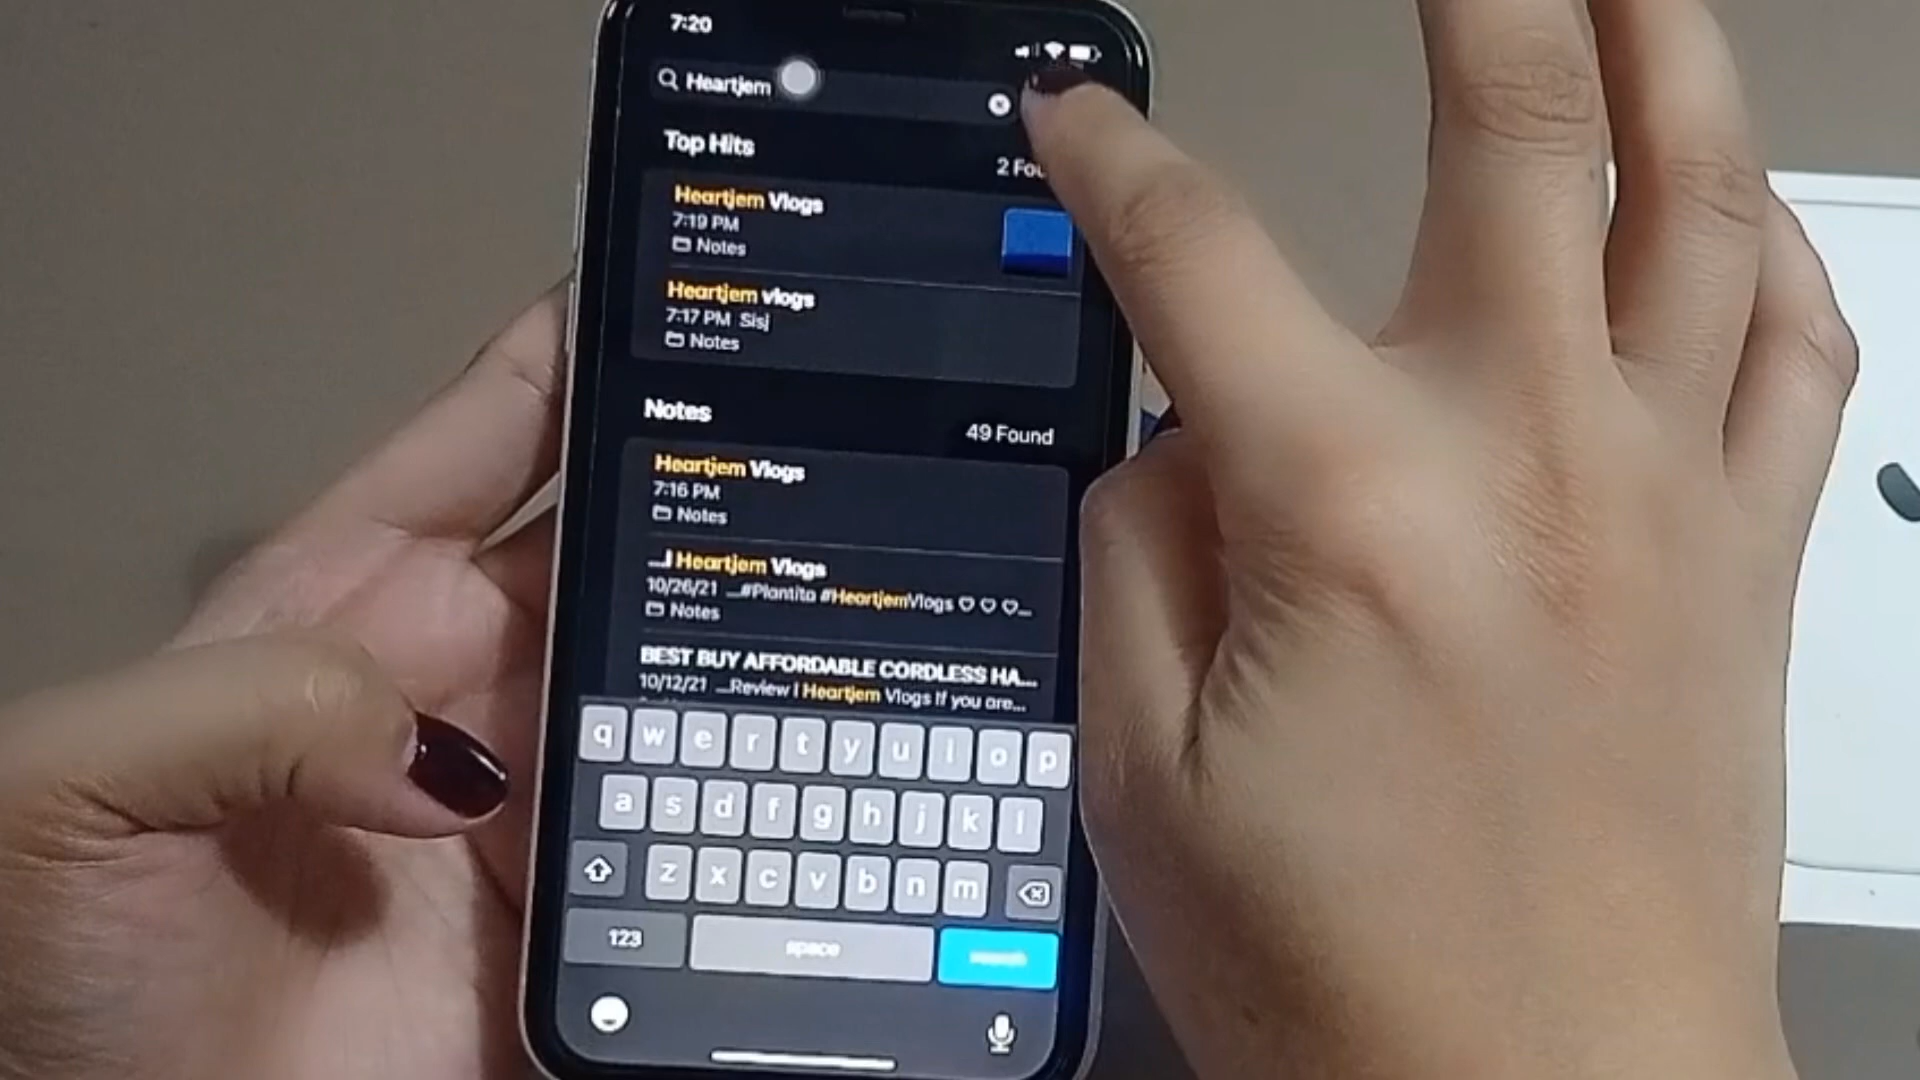 7:20
Heartjem
Top Hits
2 Fou
Heartjem Vlogs
7:19 PM
Notes
Heartjem vlogs
7:17 PM Sisj
Notes
Notes
49 Found
Heartjem Vlogs
7:16 PM
Notes
...I Heartjem Vlogs
10/26/21 ...#Plantita #HeartjemVlogs ♡ ♡ ♡...
Notes
BEST BUY AFFORDABLE CORDLESS HA...
10/12/21 ...Review I Heartjem Vlogs If you are...
q w e r t y u i o p
a s d f g h j k l
z x c v b n m
123 space search